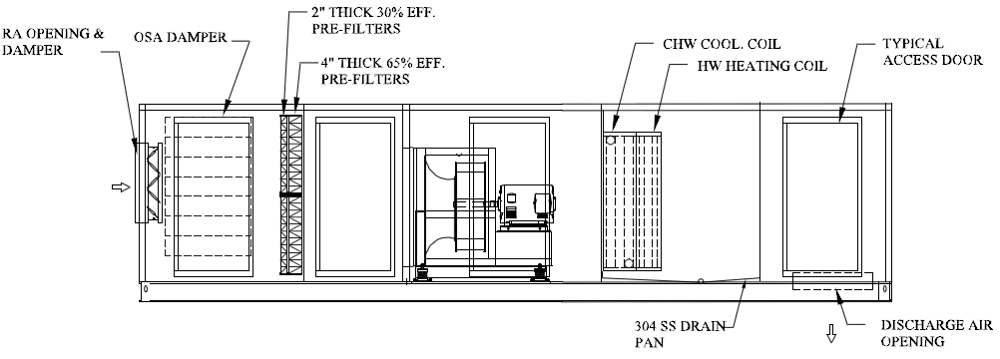 2" THICK 30% EFF.
PRE-FILTERS
RA OPENING &
DAMPER
OSA DAMPER
4" THICK 65% EFF.
PRE-FILTERS
CHW COOL. COIL
HW HEATING COIL
TYPICAL
ACCESS DOOR
304 SS DRAIN
PAN
DISCHARGE AIR
OPENING